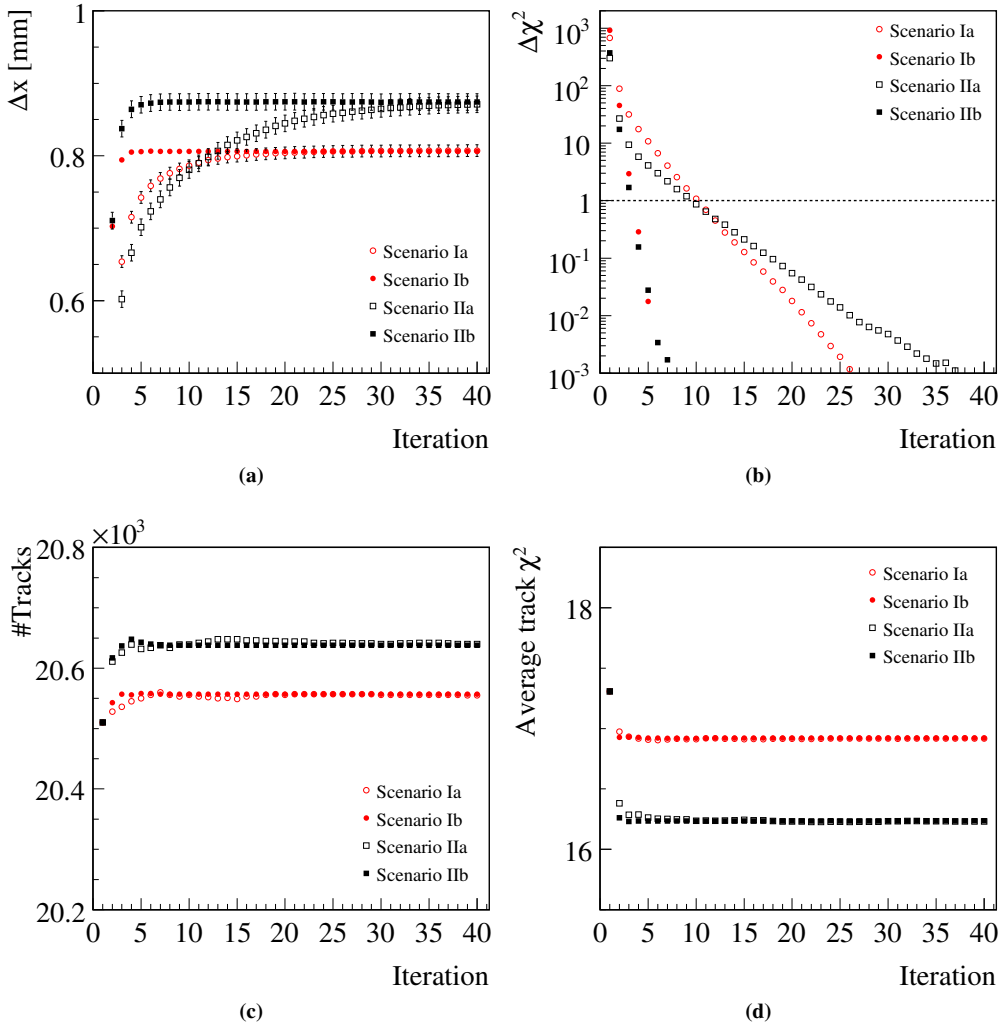 Δx [mm]
1
0.8
0.6
Scenario Ia
Scenario Ib
Scenario IIa
Scenario IIb
0 5 10 15 20 25 30 35 40
Iteration
(a)
Δχ²
10³
10²
10
1
10⁻¹
10⁻²
10⁻³
Scenario Ia
Scenario Ib
Scenario IIa
Scenario IIb
0 5 10 15 20 25 30 35 40
Iteration
(b)
×10³
#Tracks
20.8
20.6
20.4
20.2
Scenario Ia
Scenario Ib
Scenario IIa
Scenario IIb
0 5 10 15 20 25 30 35 40
Iteration
(c)
Average track χ²
18
16
Scenario Ia
Scenario Ib
Scenario IIa
Scenario IIb
0 5 10 15 20 25 30 35 40
Iteration
(d)